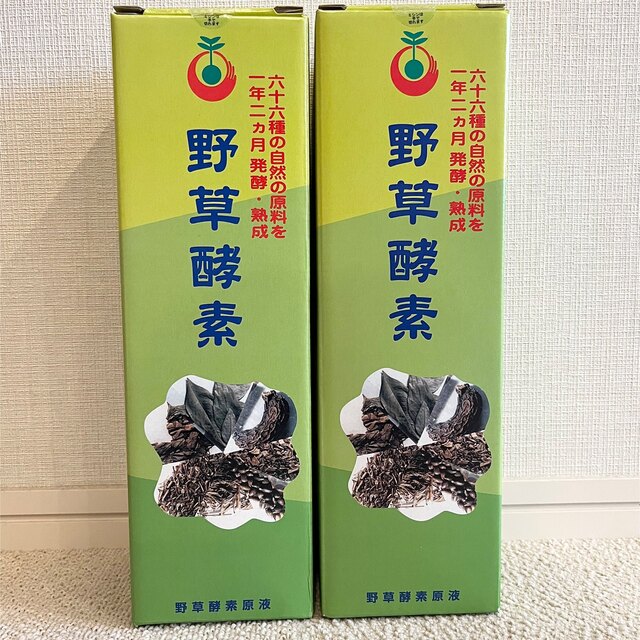 六十六種の自然の原料を
一年二ヵ月 発酵・熟成
野草酵素
野草酵素原液
六十六種の自然の原料を
一年二ヵ月 発酵・熟成
野草酵素
野草酵素原液